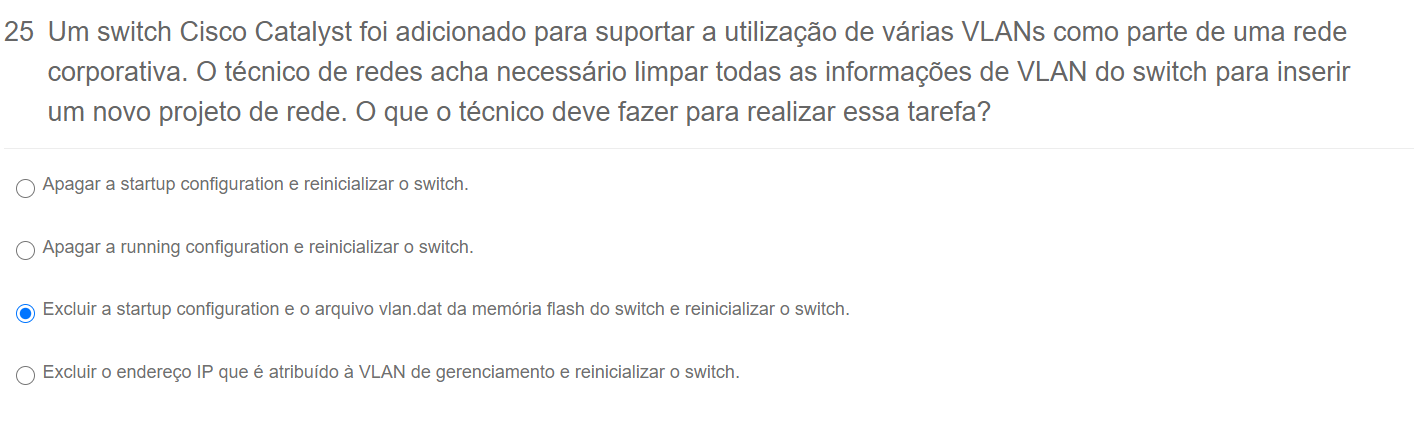 25 Um switch Cisco Catalyst foi adicionado para suportar a utilização de várias VLANs como parte de uma rede
corporativa. O técnico de redes acha necessário limpar todas as informações de VLAN do switch para inserir
um novo projeto de rede. O que o técnico deve fazer para realizar essa tarefa?
Apagar a startup configuration e reinicializar o switch.
Apagar a running configuration e reinicializar o switch.
Excluir a startup configuration e o arquivo vlan.dat da memória flash do switch e reinicializar o switch.
Excluir o endereço IP que é atribuído à VLAN de gerenciamento e reinicializar o switch.